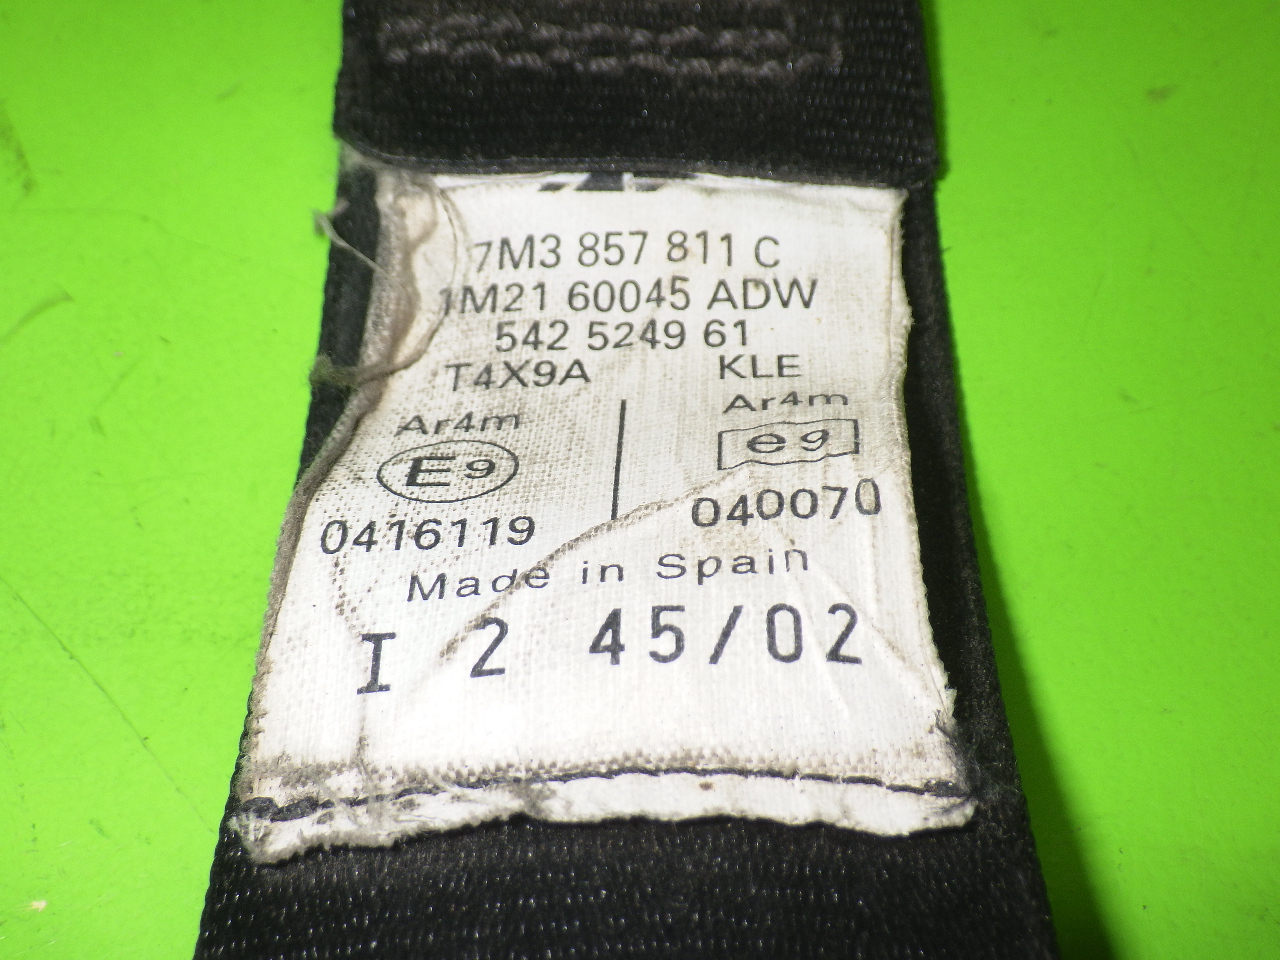 7M3 857 811 C
1M21 60045 ADW
542 5249 61
T4X9A KLE
Ar4m Ar4m
E9 e9
0416119 040070
Made in Spain
I 2 45/02